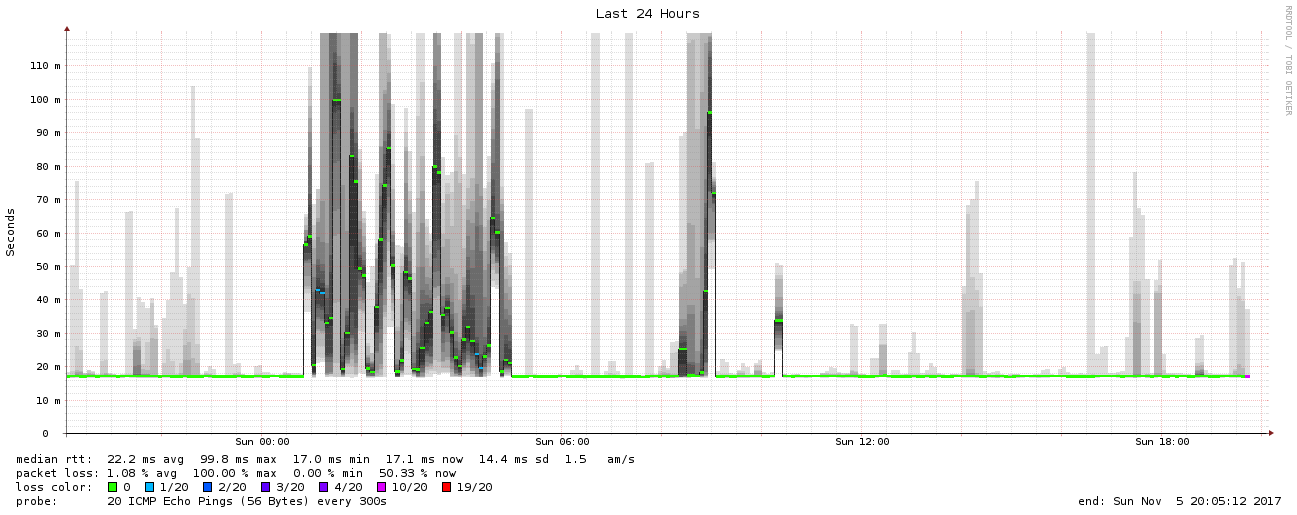 Last 24 Hours
RRDTOOL / TOBI OETIKER
Seconds
110 m
100 m
90 m
80 m
70 m
60 m
50 m
40 m
30 m
20 m
10 m
0
Sun 00:00 Sun 06:00 Sun 12:00 Sun 18:00
median rtt: 22.2 ms avg 99.8 ms max 17.0 ms min 17.1 ms now 14.4 ms sd 1.5 am/s
packet loss: 1.08 % avg 100.00 % max 0.00 % min 50.33 % now
loss color: 0 1/20 2/20 3/20 4/20 10/20 19/20
probe: 20 ICMP Echo Pings (56 Bytes) every 300s end: Sun Nov 5 20:05:12 2017